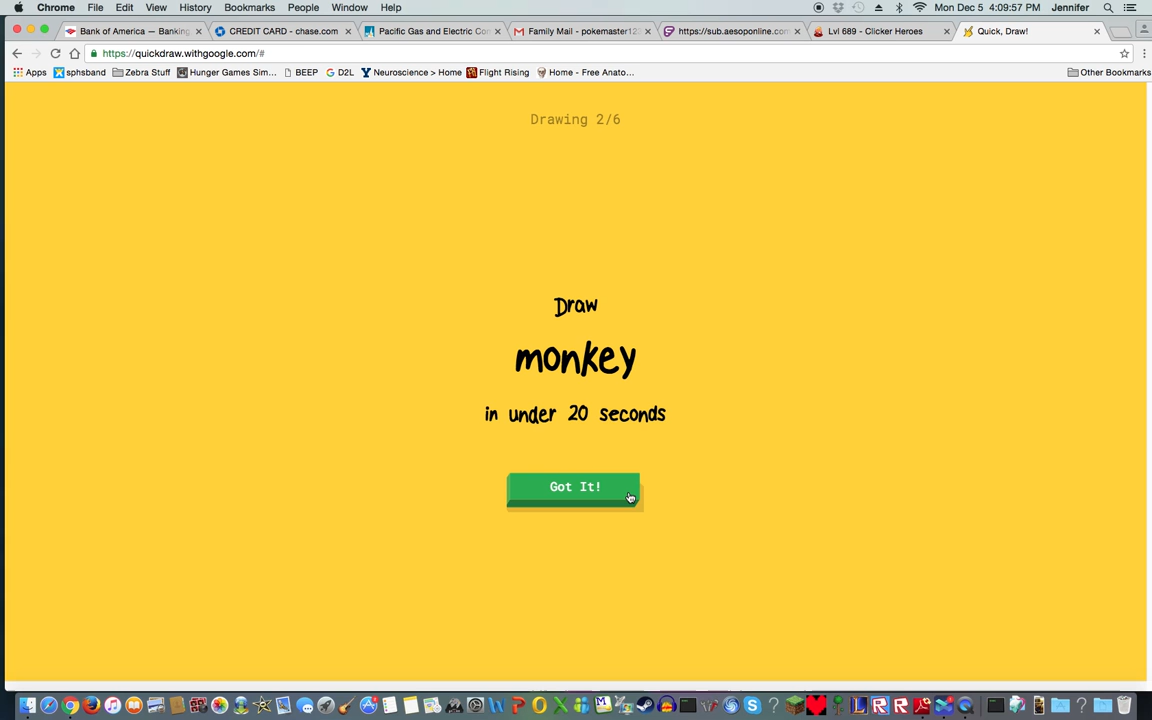 Chrome File Edit View History Bookmarks People Window Help Mon Dec 5 4:09:57 PM Jennifer
Bank of America — Banking CREDIT CARD - chase.com Pacific Gas and Electric Co Family Mail - pokemaster12 https://sub.aesoponline.com Lvl 689 - Clicker Heroes Quick, Draw!
https://quickdraw.withgoogle.com/#
Apps sphsband Zebra Stuff Hunger Games Sim... BEEP D2L Neuroscience > Home Flight Rising Home - Free Anato... Other Bookmarks
Drawing 2/6
Draw
monkey
in under 20 seconds
Got It!